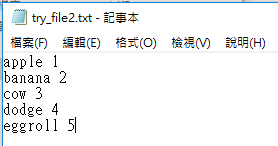 try_file2.txt - 記事本
檔案(F) 編輯(E) 格式(O) 檢視(V) 說明(H)
apple 1
banana 2
cow 3
dodge 4
eggroll 5